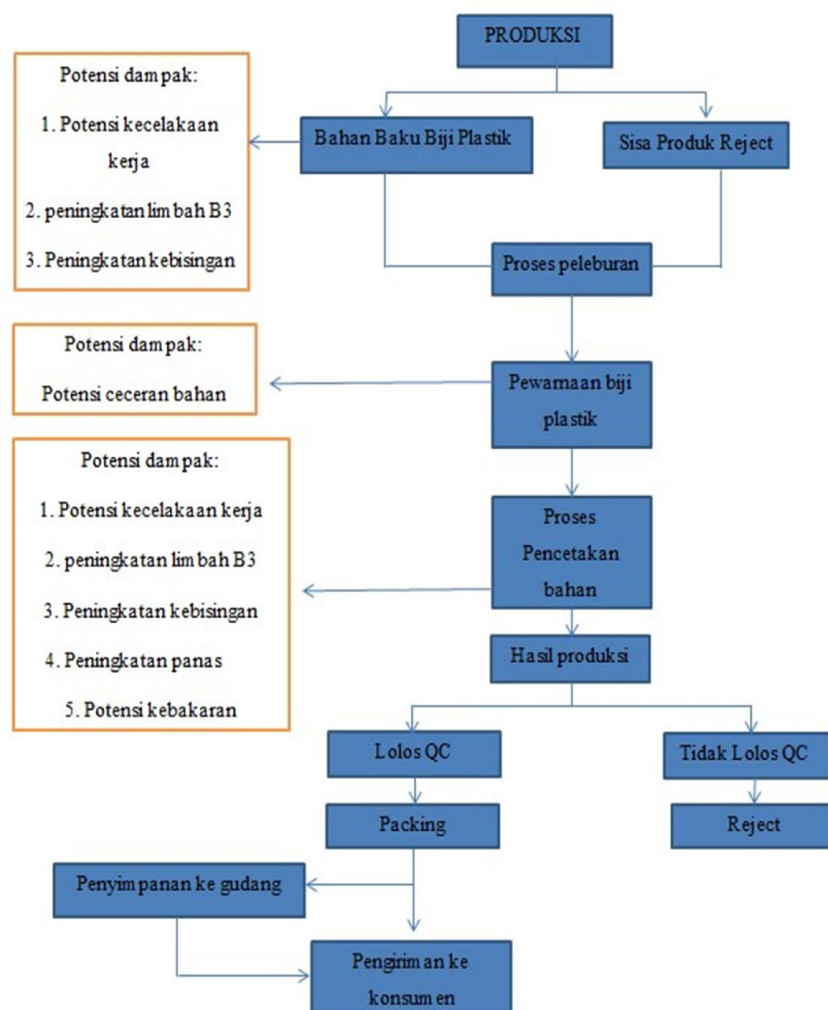 PRODUKSI
Potensi dampak:
1. Potensi kecelakaan
kerja
2. peningkatan limbah B3
3. Peningkatan kebisingan
Bahan Baku Biji Plastik
Sisa Produk Reject
Proses peleburan
Potensi dampak:
Potensi ceceran bahan
Pewarnaan biji
plastik
Potensi dampak:
1. Potensi kecelakaan kerja
2. peningkatan limbah B3
3. Peningkatan kebisingan
4. Peningkatan panas
5. Potensi kebakaran
Proses
Pencetakan
bahan
Hasil produksi
Lolos QC
Tidak Lolos QC
Packing
Reject
Penyimpanan ke gudang
Pengiriman ke
konsumen